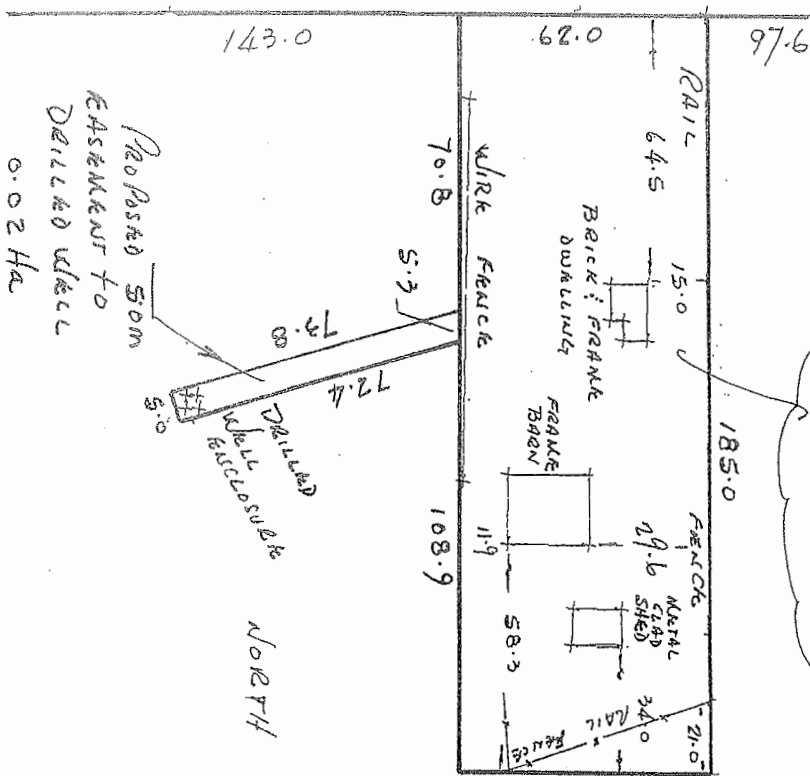 143.0
62.0
97.6
RAIL
64.5
15.0
185.0
FENCE
BRICK & FRAME
DWELLING
WIRE FENCE
70.8
5.3
108.9
FRAME
BARN
11.9
29.6
METAL
CLAD
SHED
58.3
34.0
21.0
RAIL
FENCE
PROPOSED 5.0m
EASEMENT TO
DRILLED WELL
0.02 Ha
73.8
72.4
5.0
DRILLED
WELL
ENCLOSURE
NORTH